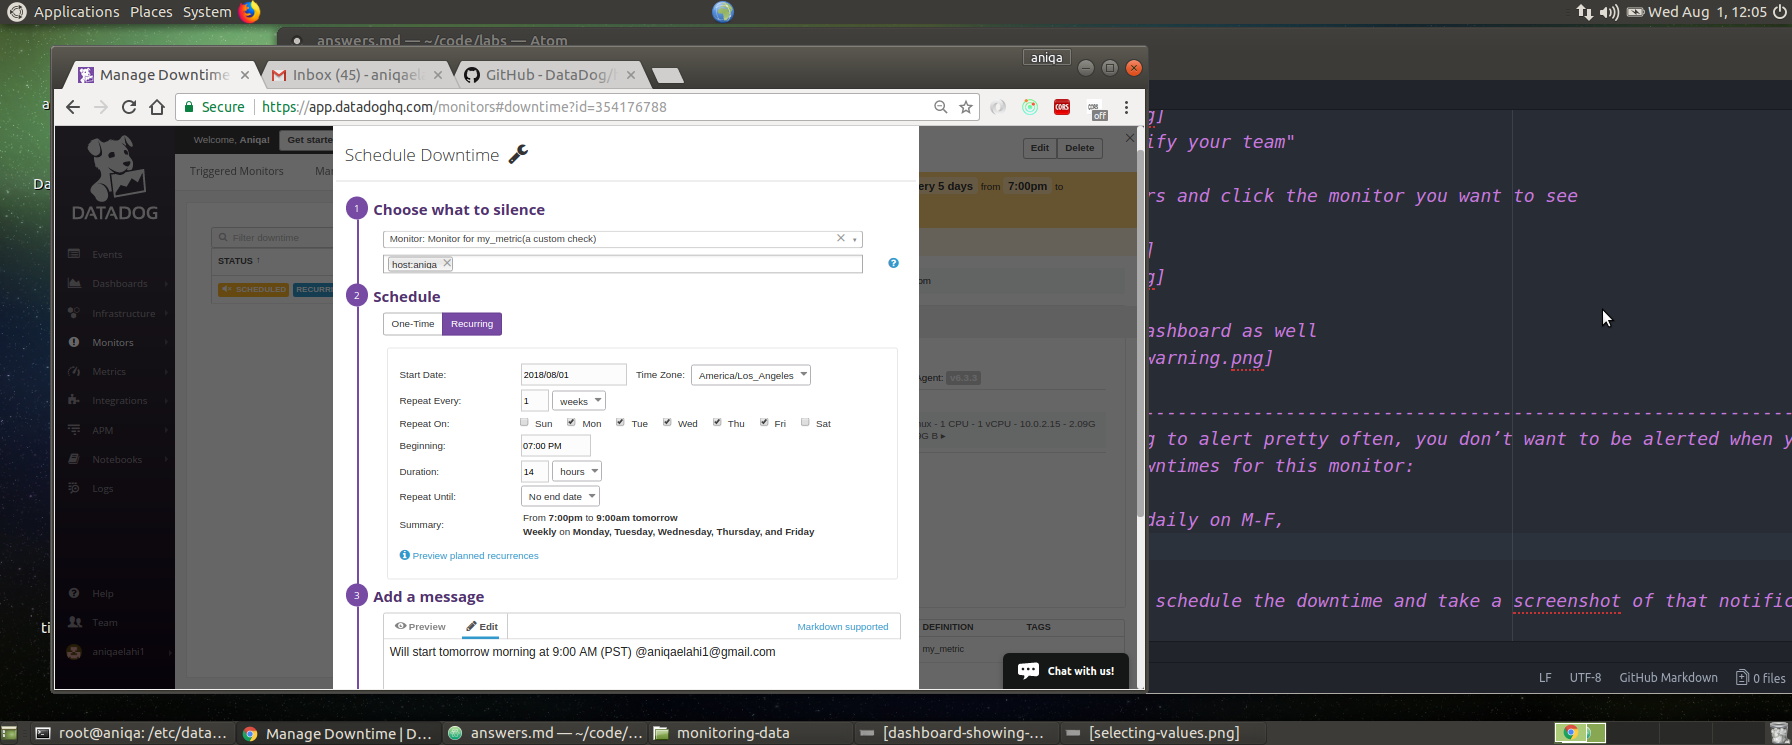 Applications Places System
Wed Aug 1, 12:05
answers.md — ~/code/labs — Atom
aniqa
Manage Downtime
Inbox (45) - aniqael
GitHub - DataDog/
Secure https://app.datadoghq.com/monitors#downtime?id=354176788
CORS
off
DATADOG
Events
Dashboards
Infrastructure
Monitors
Metrics
Integrations
APM
Notebooks
Logs
Help
Team
aniqaelahi1
Welcome, Aniqa! Get starte
Triggered Monitors Ma
Filter downtime
STATUS ↑
SCHEDULED RECURR
Schedule Downtime
1 Choose what to silence
Monitor: Monitor for my_metric(a custom check)
host:aniqa
2 Schedule
One-Time Recurring
Start Date: 2018/08/01 Time Zone: America/Los_Angeles
Repeat Every: 1 weeks
Repeat On: Sun Mon Tue Wed Thu Fri Sat
Beginning: 07:00 PM
Duration: 14 hours
Repeat Until: No end date
Summary: From 7:00pm to 9:00am tomorrow
Weekly on Monday, Tuesday, Wednesday, Thursday, and Friday
Preview planned recurrences
3 Add a message
Preview Edit Markdown supported
Will start tomorrow morning at 9:00 AM (PST) @aniqaelahi1@gmail.com
Edit Delete
ery 5 days from 7:00pm to
om
Agent: v6.3.3
nux - 1 CPU - 1 vCPU - 10.0.2.15 - 2.09G
DEFINITION TAGS
my_metric
Chat with us!
g]
ify your team"
rs and click the monitor you want to see
]
g]
ashboard as well
warning.png]
g to alert pretty often, you don’t want to be alerted when y
wntimes for this monitor:
daily on M-F,
schedule the downtime and take a screenshot of that notific
LF UTF-8 GitHub Markdown 0 files
a
Da
ti
root@aniqa: /etc/data...
Manage Downtime | D...
answers.md — ~/code/...
monitoring-data
[dashboard-showing-...
[selecting-values.png]